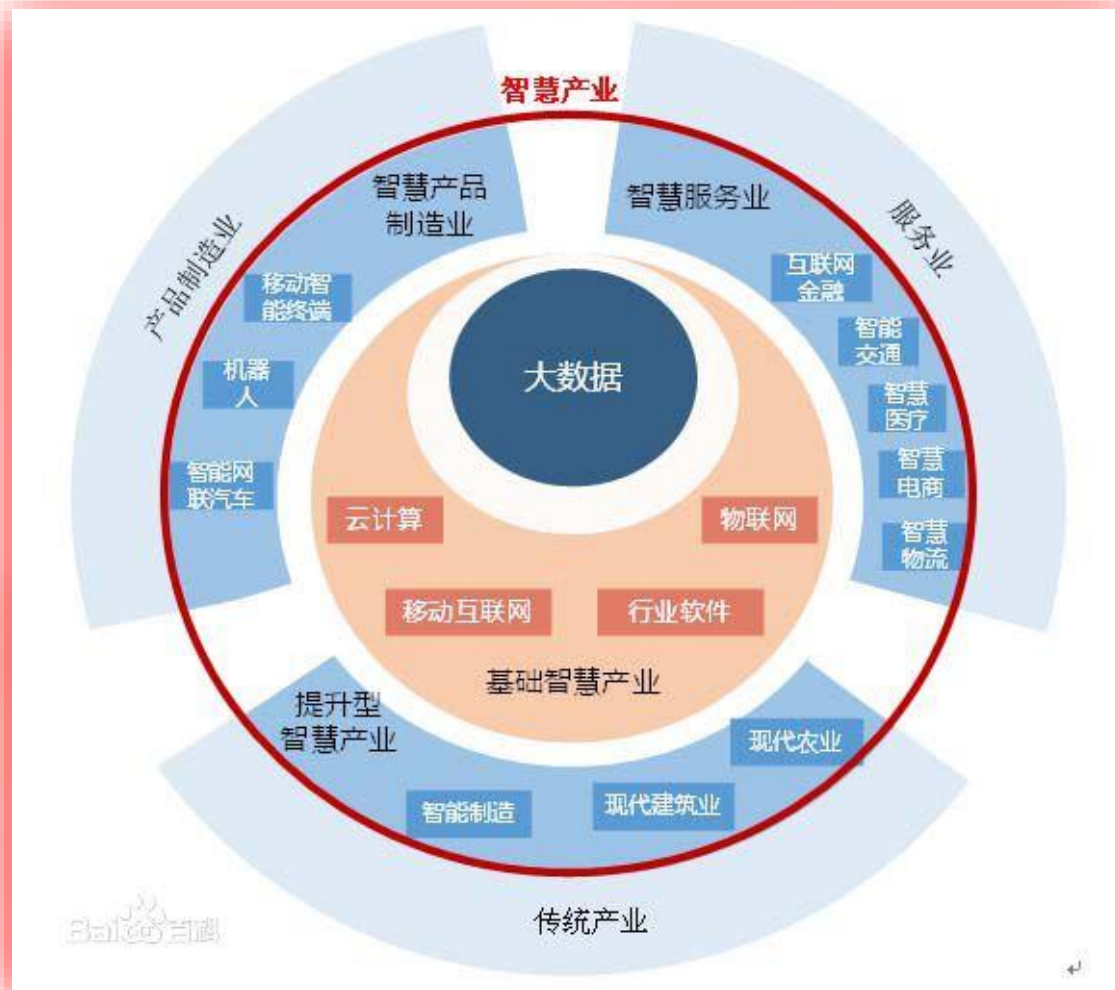 智慧产业
智慧产品
制造业
智慧服务业
产品制造业
服务业
移动智
能终端
互联网
金融
机器
人
智能
交通
大数据
智慧
医疗
智能网
联汽车
智慧
电商
云计算
物联网
智慧
物流
移动互联网
行业软件
基础智慧产业
提升型
智慧产业
现代农业
智能制造
现代建筑业
传统产业
Bai百科